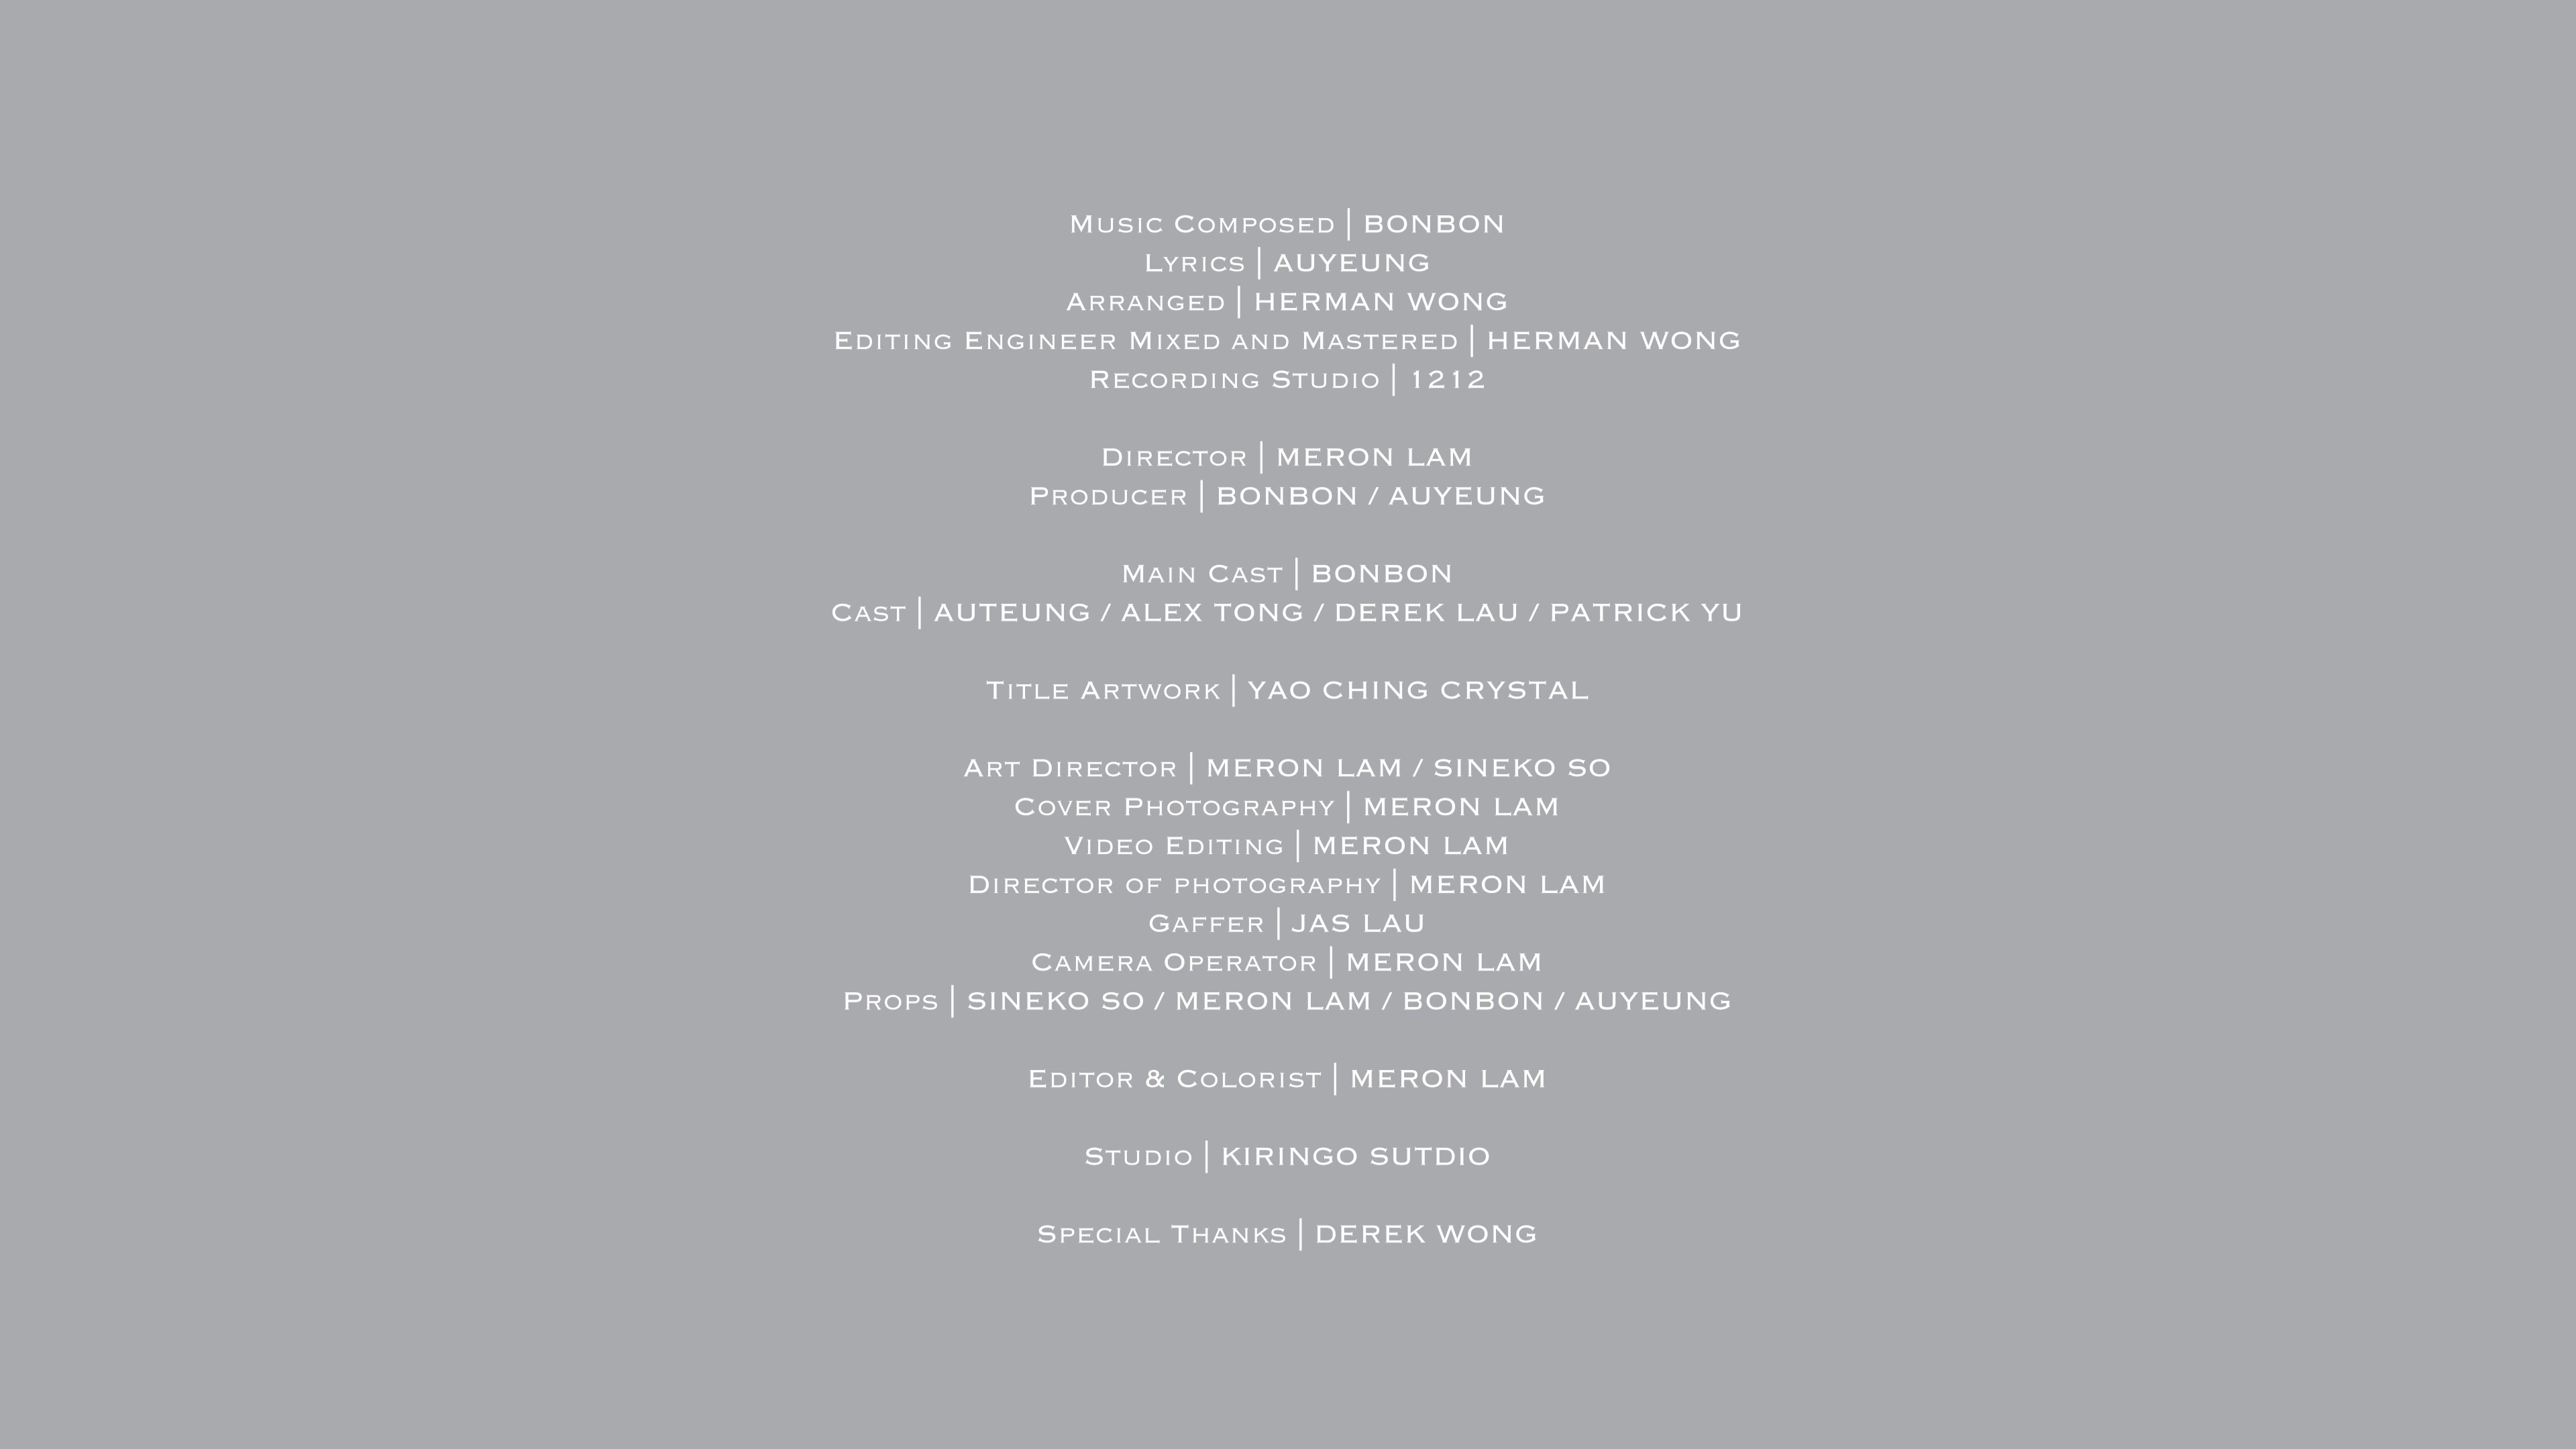 Music Composed | BONBON
Lyrics | AUYEUNG
Arranged | HERMAN WONG
Editing Engineer Mixed and Mastered | HERMAN WONG
Recording Studio | 1212
Director | MERON LAM
Producer | BONBON / AUYEUNG
Main Cast | BONBON
Cast | AUTEUNG / ALEX TONG / DEREK LAU / PATRICK YU
Title Artwork | YAO CHING CRYSTAL
Art Director | MERON LAM / SINEKO SO
Cover Photography | MERON LAM
Video Editing | MERON LAM
Director of photography | MERON LAM
Gaffer | JAS LAU
Camera Operator | MERON LAM
Props | SINEKO SO / MERON LAM / BONBON / AUYEUNG
Editor & Colorist | MERON LAM
Studio | KIRINGO SUTDIO
Special Thanks | DEREK WONG